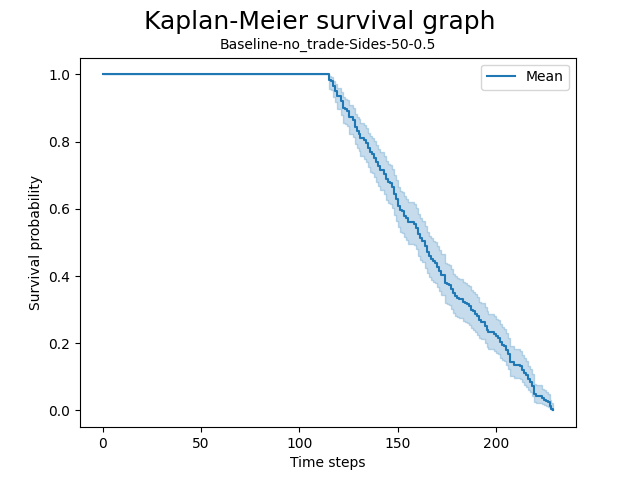 Kaplan-Meier survival graph
Baseline-no_trade-Sides-50-0.5
Mean
Survival probability
1.0
0.8
0.6
0.4
0.2
0.0
0
50
100
150
200
Time steps